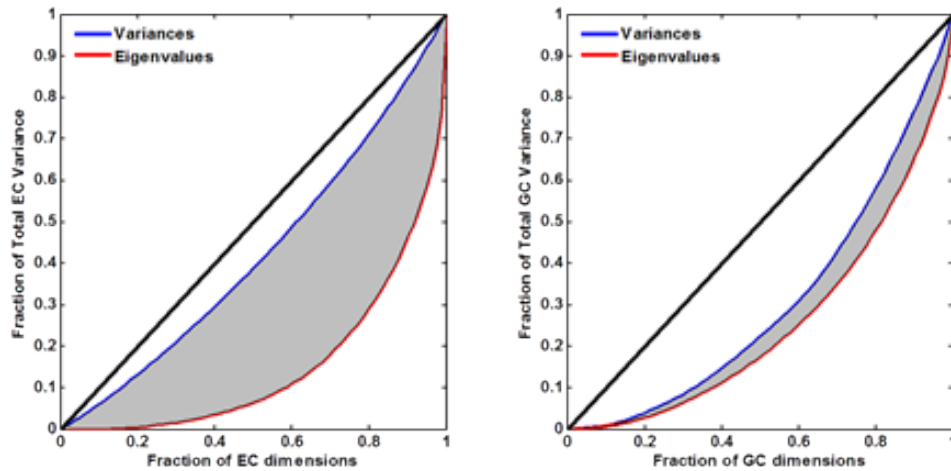 1
0.9
0.8
0.7
0.6
0.5
0.4
0.3
0.2
0.1
0
Variances
Eigenvalues
Fraction of Total EC Variance
0 0.2 0.4 0.6 0.8 1
Fraction of EC dimensions
1
0.9
0.8
0.7
0.6
0.5
0.4
0.3
0.2
0.1
0
Variances
Eigenvalues
Fraction of Total GC Variance
0 0.2 0.4 0.6 0.8 1
Fraction of GC dimensions